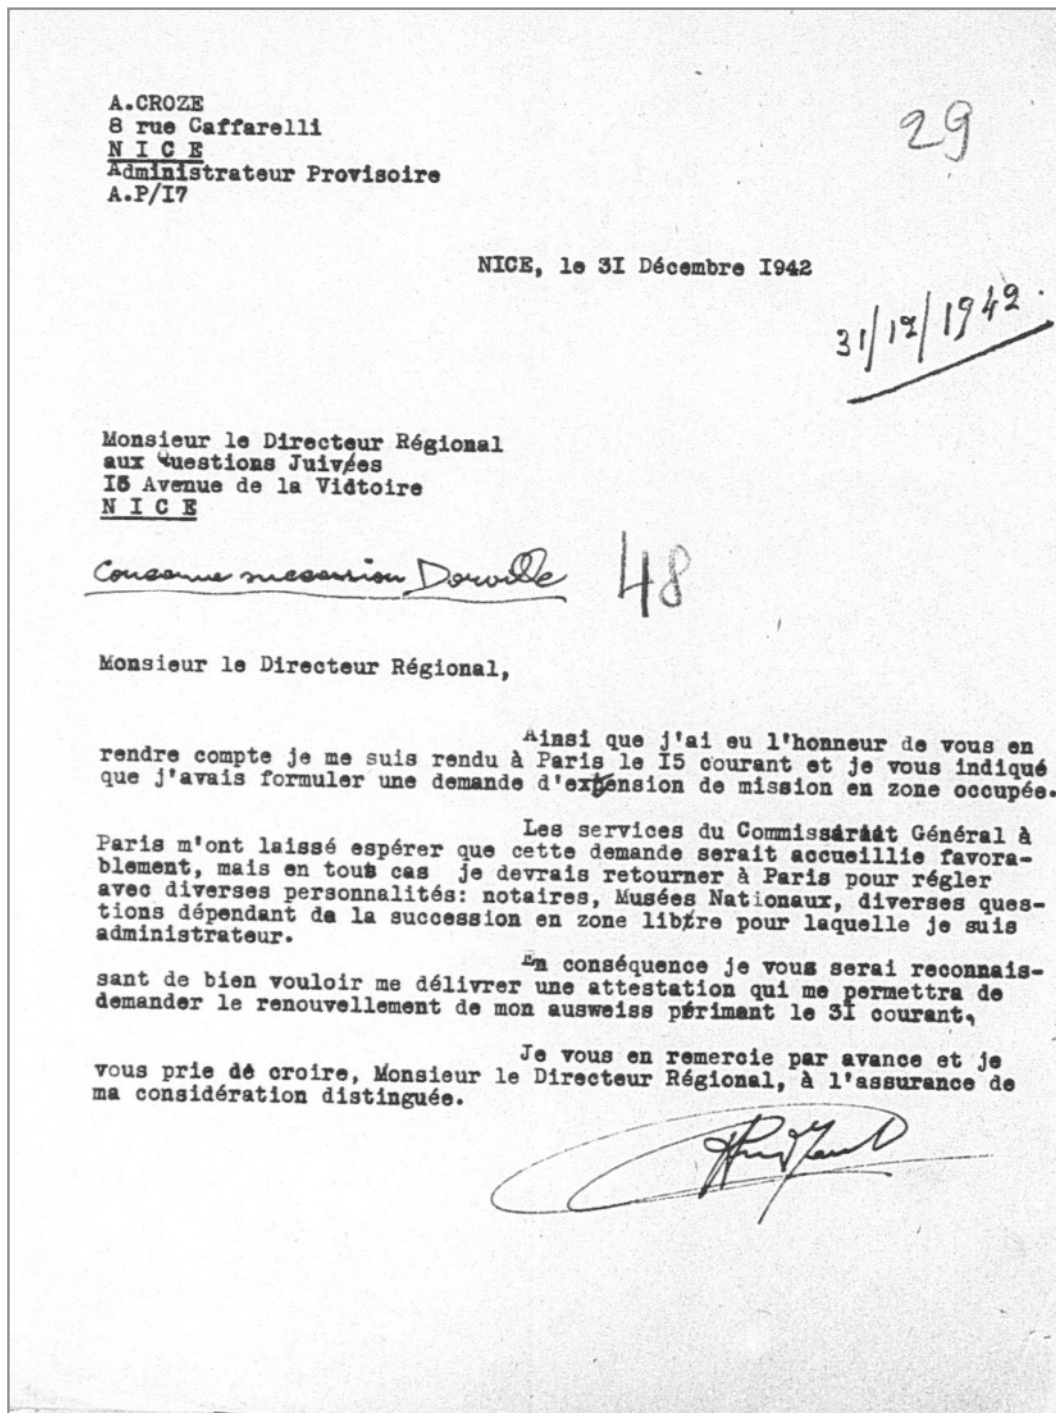 A.CROZE
8 rue Caffarelli
29
N I C E
Administrateur Provisoire
A.P/I7
NICE, le 3I Décembre I942
31/12/1942.
Monsieur le Directeur Régional
aux Questions Juives
I5 Avenue de la Vidtoire
N I C E
Concerne succession Dorville 48
Monsieur le Directeur Régional,
Ainsi que j'ai eu l'honneur de vous en
rendre compte je me suis rendu à Paris le I5 courant et je vous indiqué
que j'avais formuler une demande d'extension de mission en zone occupée.
Les services du Commissariat Général à
Paris m'ont laissé espérer que cette demande serait accueillie favora-
blement, mais en tous cas je devrais retourner à Paris pour régler
avec diverses personnalités: notaires, Musées Nationaux, diverses ques-
tions dépendant de la succession en zone libre pour laquelle je suis
administrateur.
En conséquence je vous serai reconnais-
sant de bien vouloir me délivrer une attestation qui me permettra de
demander le renouvellement de mon ausweiss périmant le 3I courant,
Je vous en remercie par avance et je
vous prie de croire, Monsieur le Directeur Régional, à l'assurance de
ma considération distinguée.